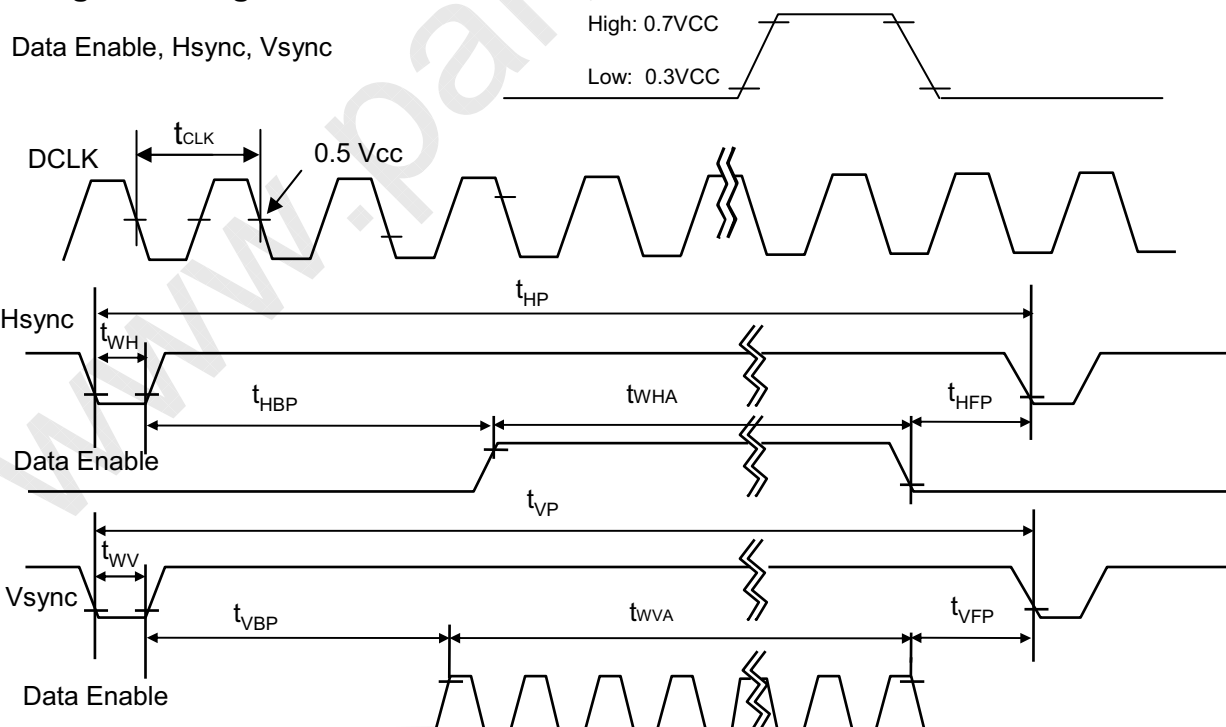 High: 0.7VCC
Data Enable, Hsync, Vsync
Low: 0.3VCC
tCLK
DCLK
0.5 Vcc
tHP
Hsync
tWH
tHBP
tWHA
tHFP
Data Enable
tVP
tWV
Vsync
tVBP
tWVA
tVFP
Data Enable